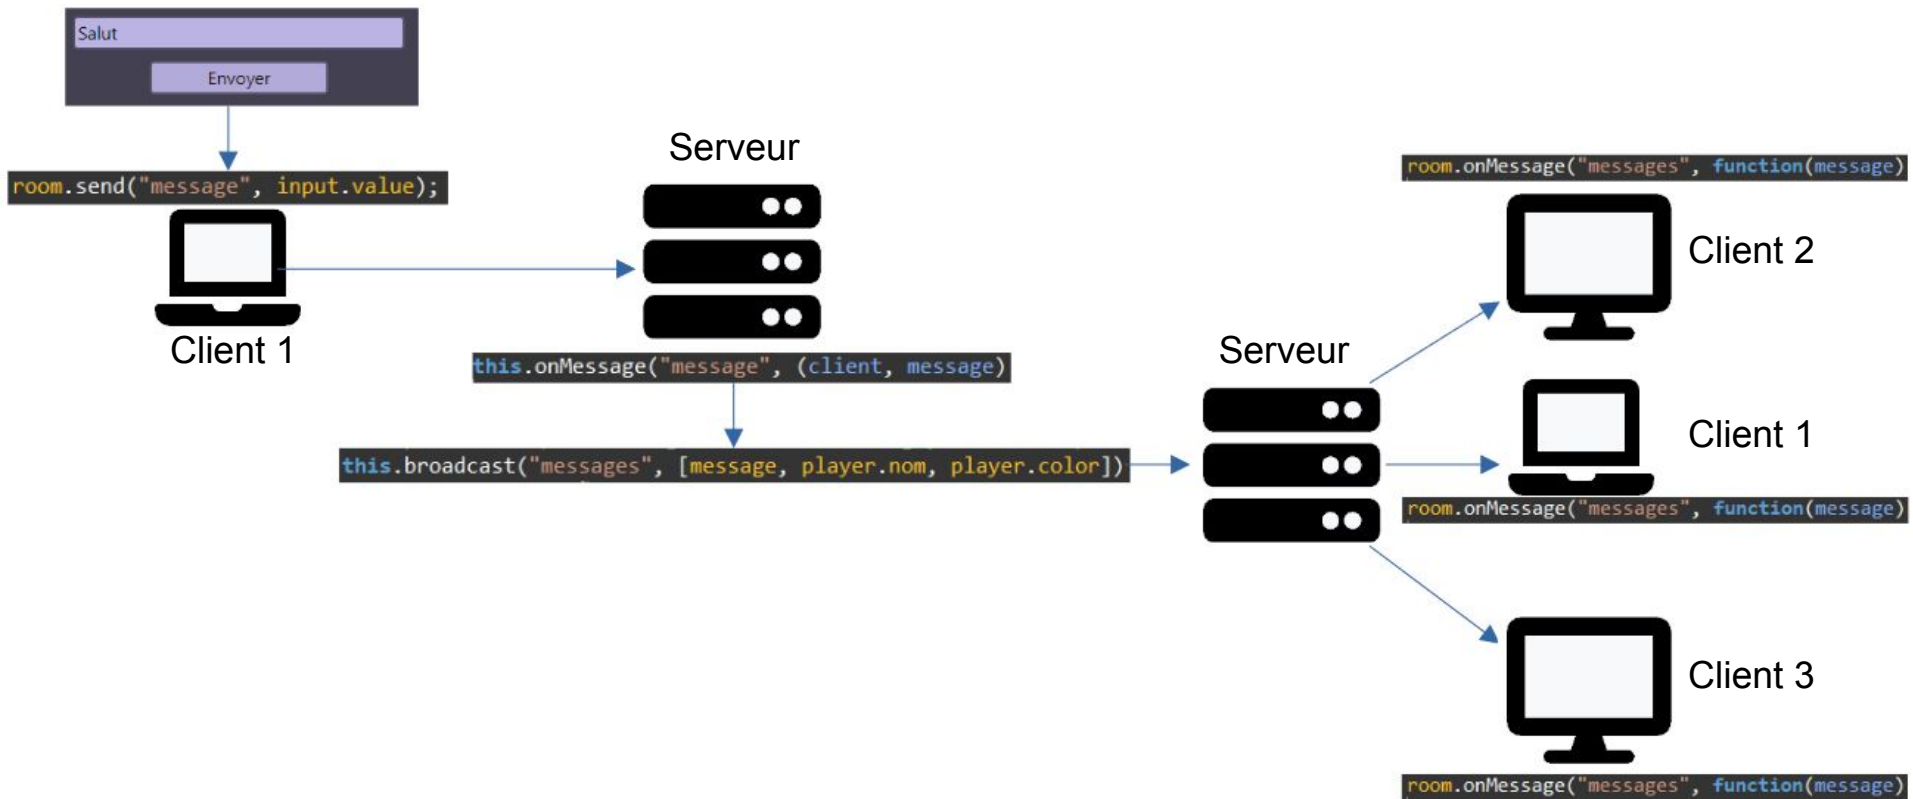 Salut
Envoyer
room.send("message", input.value);
Client 1
Serveur
this.onMessage("message", (client, message)
this.broadcast("messages", [message, player.nom, player.color])
Serveur
room.onMessage("messages", function(message)
Client 2
Client 1
room.onMessage("messages", function(message)
Client 3
room.onMessage("messages", function(message)